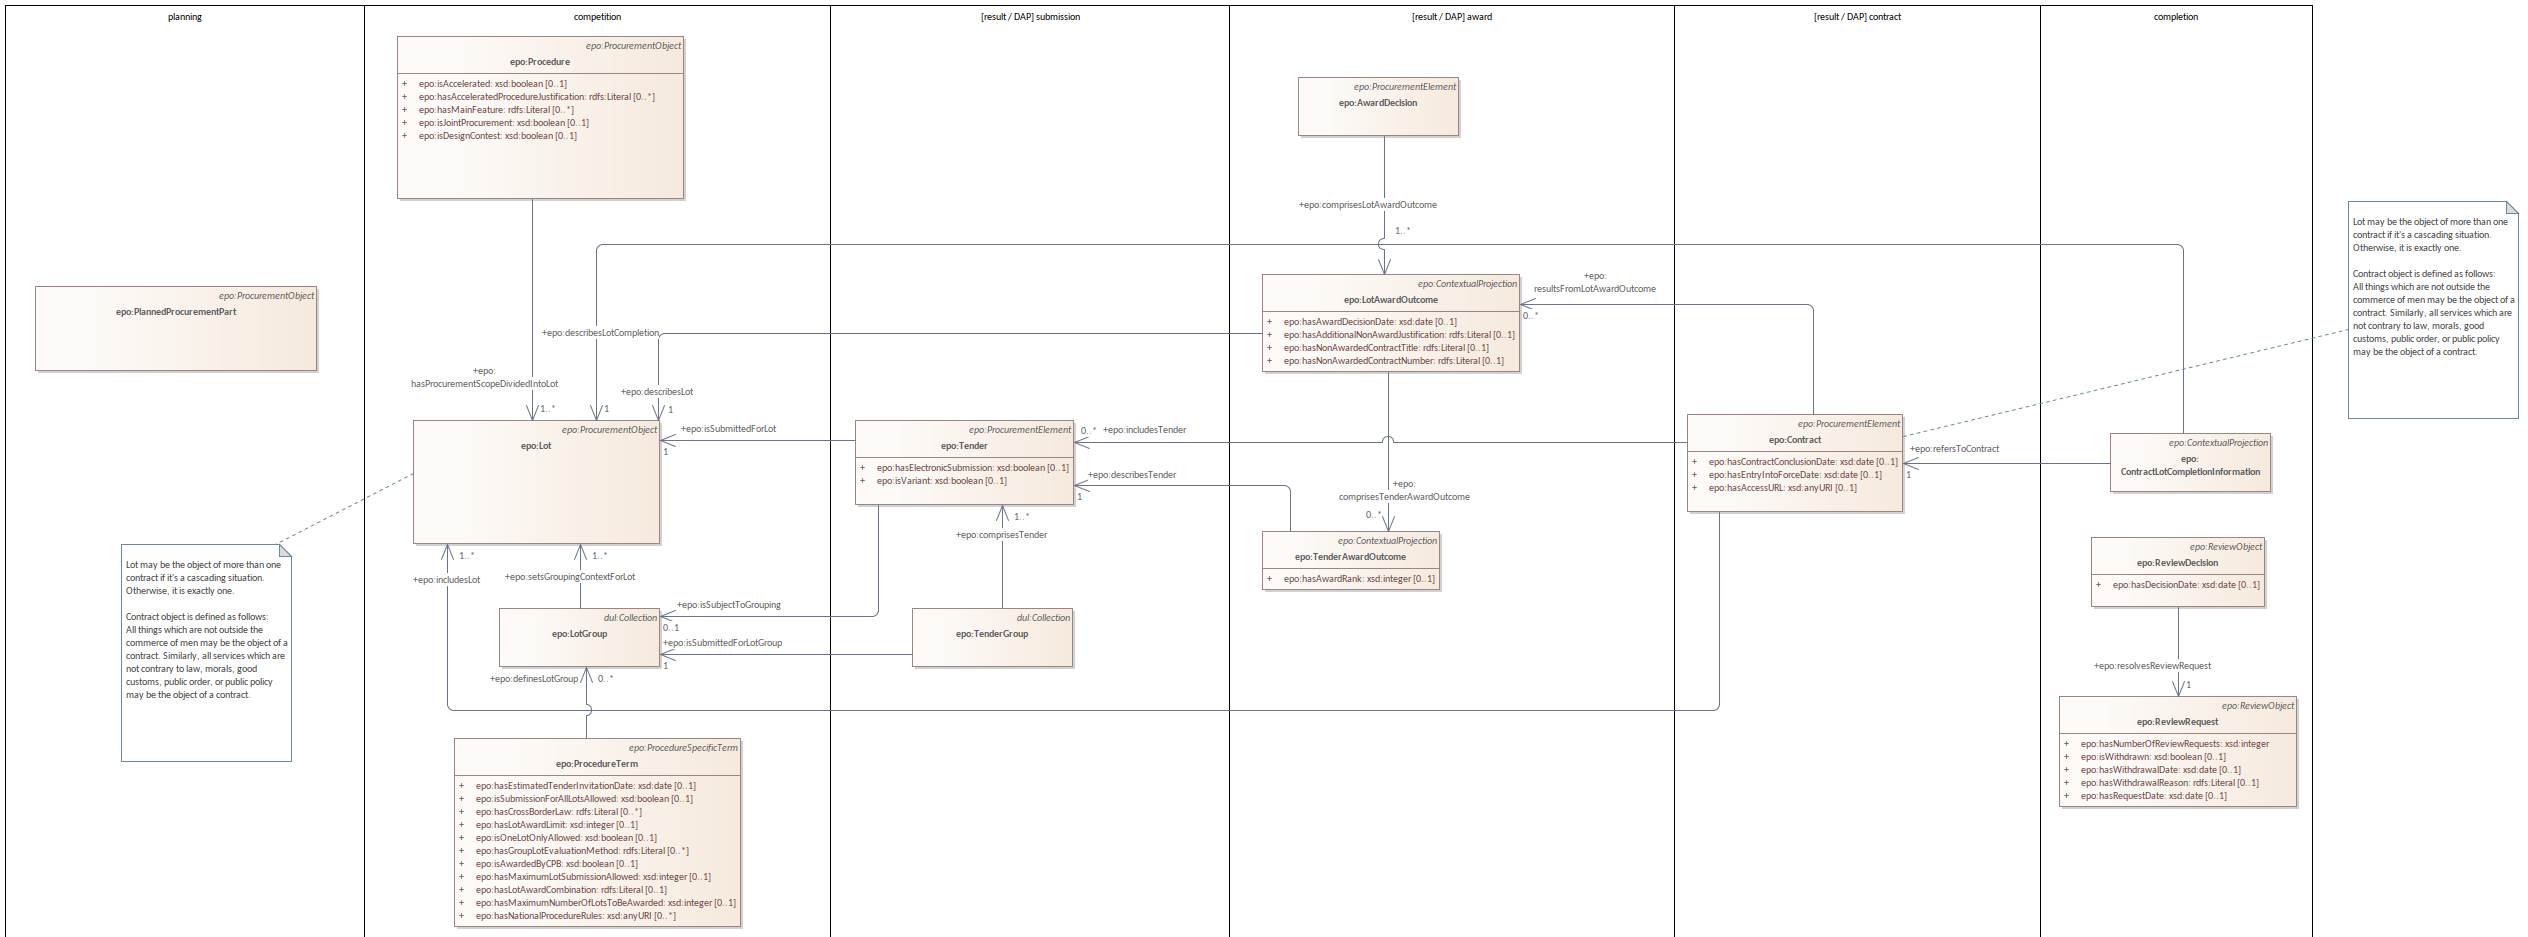 planning
competition
[result / DAP] submission
[result / DAP] award
[result / DAP] contract
completion
epo:ProcurementObject
epo:Procedure
+ epo:isAccelerated: xsd:boolean [0..1]
+ epo:hasAcceleratedProcedureJustification: rdfs:Literal [0..*]
+ epo:hasMainFeature: rdfs:Literal [0..*]
+ epo:isJointProcurement: xsd:boolean [0..1]
+ epo:isDesignContest: xsd:boolean [0..1]
epo:ProcurementElement
epo:AwardDecision
+epo:comprisesLotAwardOutcome
1..*
epo:ProcurementObject
epo:PlannedProcurementPart
epo:ContextualProjection
epo:LotAwardOutcome
+ epo:hasAwardDecisionDate: xsd:date [0..1]
+ epo:hasAdditionalNonAwardJustification: rdfs:Literal [0..1]
+ epo:hasNonAwardedContractTitle: rdfs:Literal [0..1]
+ epo:hasNonAwardedContractNumber: rdfs:Literal [0..1]
+epo:
resultsFromLotAwardOutcome
0..*
+epo:describesLotCompletion
1
+epo:
hasProcurementScopeDividedIntoLot
1..*
+epo:describesLot
1
epo:ProcurementObject
epo:Lot
+epo:isSubmittedForLot
1
epo:ProcurementElement
epo:Tender
+ epo:hasElectronicSubmission: xsd:boolean [0..1]
+ epo:isVariant: xsd:boolean [0..1]
0..* +epo:includesTender
+epo:describesTender
1
+epo:
comprisesTenderAwardOutcome
0..*
epo:ContextualProjection
epo:TenderAwardOutcome
+ epo:hasAwardRank: xsd:integer [0..1]
epo:ProcurementElement
epo:Contract
+ epo:hasContractConclusionDate: xsd:date [0..1]
+ epo:hasEntryIntoForceDate: xsd:date [0..1]
+ epo:hasAccessURL: xsd:anyURI [0..1]
+epo:refersToContract
1
epo:ContextualProjection
epo:
ContractLotCompletionInformation
epo:ReviewObject
epo:ReviewDecision
+ epo:hasDecisionDate: xsd:date [0..1]
+epo:resolvesReviewRequest
1
epo:ReviewObject
epo:ReviewRequest
+ epo:hasNumberOfReviewRequests: xsd:integer
+ epo:isWithdrawn: xsd:boolean [0..1]
+ epo:hasWithdrawalDate: xsd:date [0..1]
+ epo:hasWithdrawalReason: rdfs:Literal [0..1]
+ epo:hasRequestDate: xsd:date [0..1]
Lot may be the object of more than one
contract if it's a cascading situation.
Otherwise, it is exactly one.
Contract object is defined as follows:
All things which are not outside the
commerce of men may be the object of a
contract. Similarly, all services which are
not contrary to law, morals, good
customs, public order, or public policy
may be the object of a contract.
Lot may be the object of more than one
contract if it's a cascading situation.
Otherwise, it is exactly one.
Contract object is defined as follows:
All things which are not outside the
commerce of men may be the object of a
contract. Similarly, all services which are
not contrary to law, morals, good
customs, public order, or public policy
may be the object of a contract.
1..*
+epo:includesLot
1..*
+epo:setsGroupingContextForLot
1..*
+epo:comprisesTender
+epo:isSubjectToGrouping
0..1
dul:Collection
epo:LotGroup
+epo:isSubmittedForLotGroup
1
dul:Collection
epo:TenderGroup
+epo:definesLotGroup
0..*
epo:ProcedureSpecificTerm
epo:ProcedureTerm
+ epo:hasEstimatedTenderInvitationDate: xsd:date [0..1]
+ epo:isSubmissionForAllLotsAllowed: xsd:boolean [0..1]
+ epo:hasCrossBorderLaw: rdfs:Literal [0..*]
+ epo:hasLotAwardLimit: xsd:integer [0..1]
+ epo:isOneLotOnlyAllowed: xsd:boolean [0..1]
+ epo:hasGroupLotEvaluationMethod: rdfs:Literal [0..*]
+ epo:isAwardedByCPB: xsd:boolean [0..1]
+ epo:hasMaximumLotSubmissionAllowed: xsd:integer [0..1]
+ epo:hasLotAwardCombination: rdfs:Literal [0..1]
+ epo:hasMaximumNumberOfLotsToBeAwarded: xsd:integer [0..1]
+ epo:hasNationalProcedureRules: xsd:anyURI [0..*]